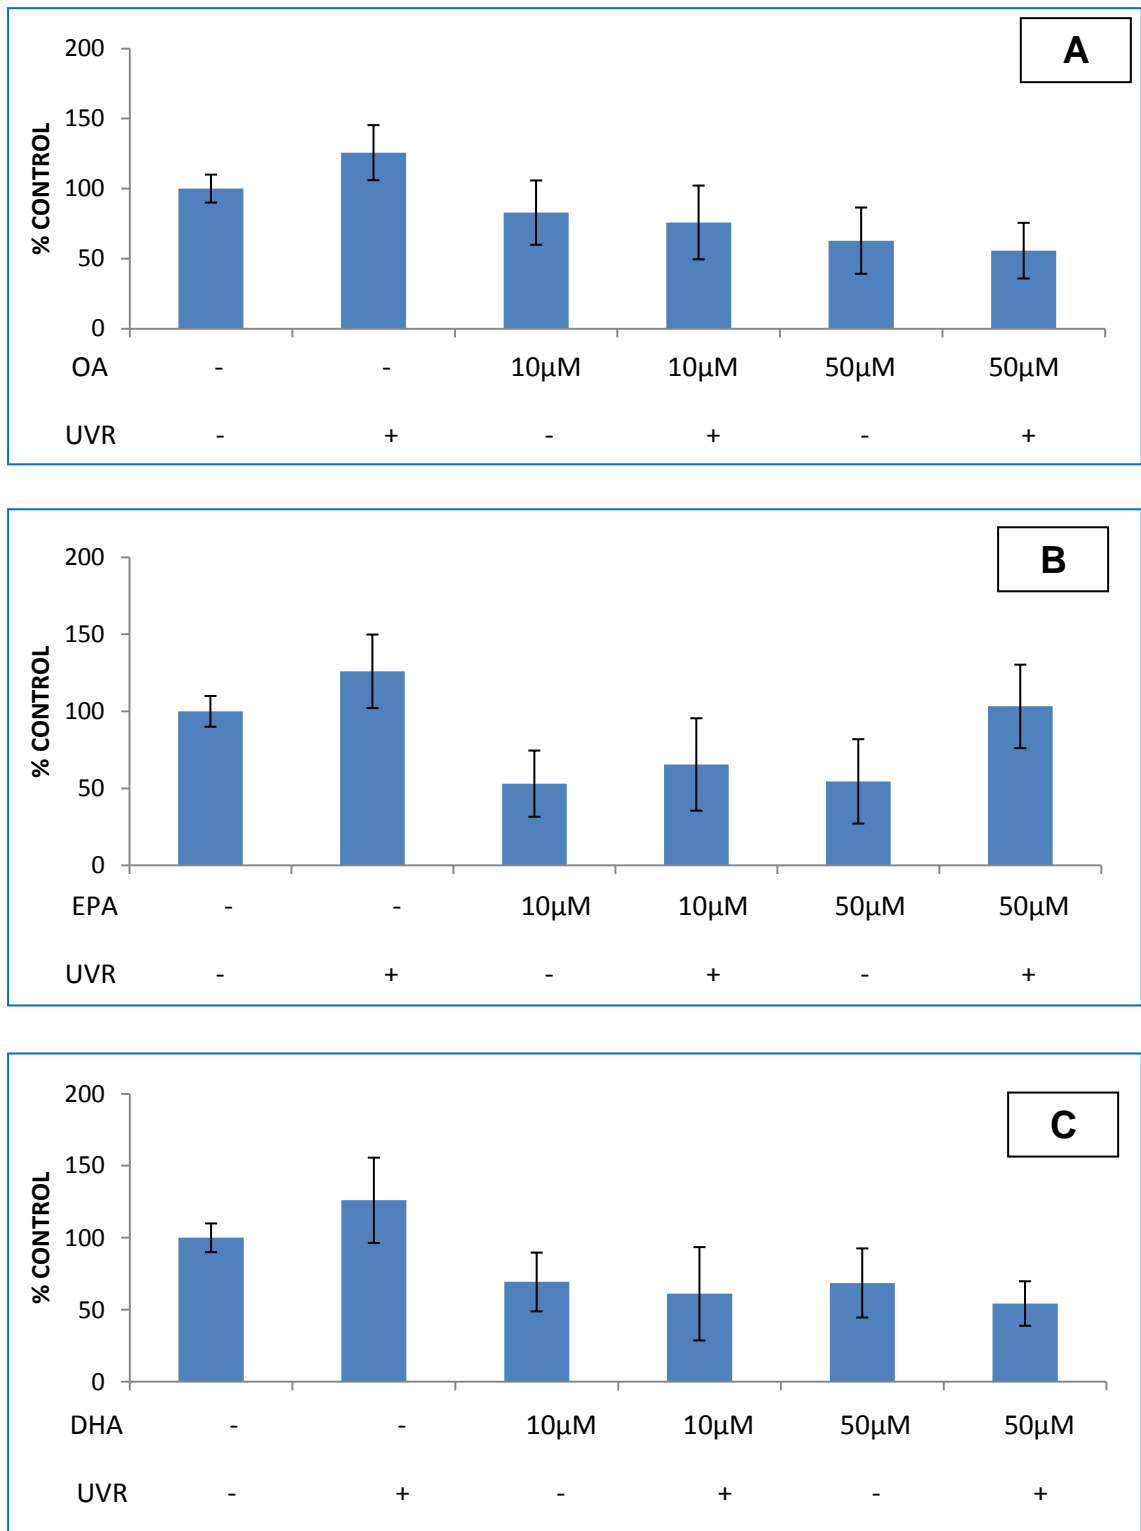 A
% CONTROL
200
150
100
50
0
OA - - 10µM 10µM 50µM 50µM
UVR - + - + - +
B
% CONTROL
200
150
100
50
0
EPA - - 10µM 10µM 50µM 50µM
UVR - + - + - +
C
% CONTROL
200
150
100
50
0
DHA - - 10µM 10µM 50µM 50µM
UVR - + - + - +